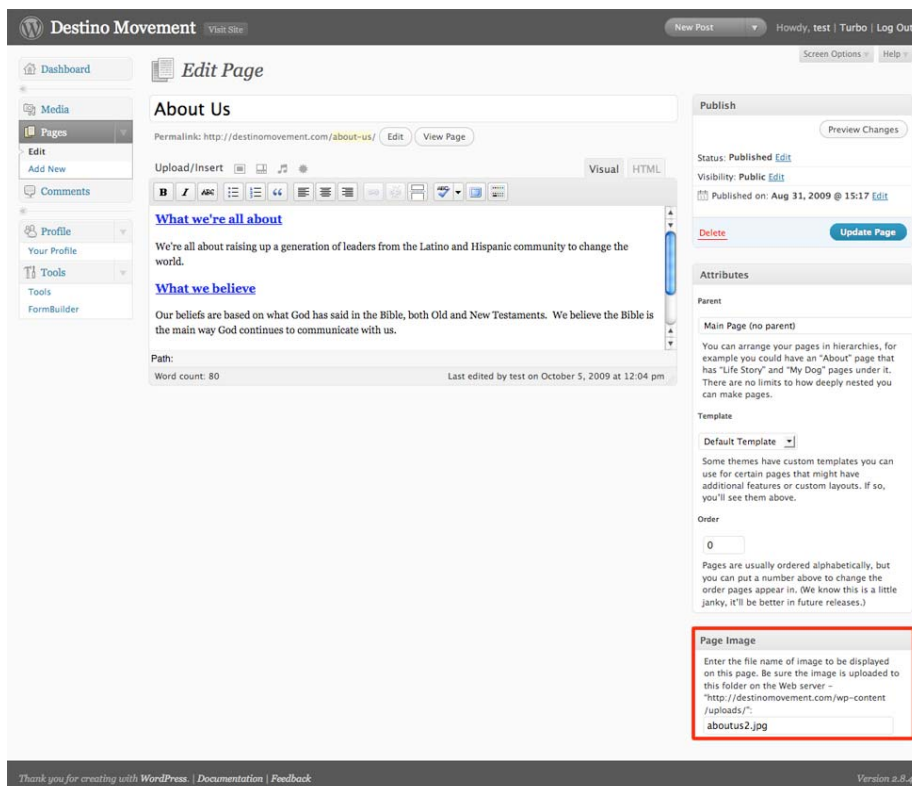 Destino Movement Visit Site New Post Howdy, test | Turbo | Log Out
Screen Options Help
Dashboard
Media
Pages
Edit
Add New
Comments
Profile
Your Profile
Tools
Tools
FormBuilder
Edit Page
About Us
Permalink: http://destinomovement.com/about-us/ Edit View Page
Upload/Insert Visual HTML
B I ABC “ ABC
What we're all about
We're all about raising up a generation of leaders from the Latino and Hispanic community to change the
world.
What we believe
Our beliefs are based on what God has said in the Bible, both Old and New Testaments. We believe the Bible is
the main way God continues to communicate with us.
Path:
Word count: 80 Last edited by test on October 5, 2009 at 12:04 pm
Publish
Preview Changes
Status: Published Edit
Visibility: Public Edit
Published on: Aug 31, 2009 @ 15:17 Edit
Delete Update Page
Attributes
Parent
Main Page (no parent)
You can arrange your pages in hierarchies, for
example you could have an “About” page that
has “Life Story” and “My Dog” pages under it.
There are no limits to how deeply nested you
can make pages.
Template
Default Template
Some themes have custom templates you can
use for certain pages that might have
additional features or custom layouts. If so,
you'll see them above.
Order
0
Pages are usually ordered alphabetically, but
you can put a number above to change the
order pages appear in. (We know this is a little
janky, it'll be better in future releases.)
Page Image
Enter the file name of image to be displayed
on this page. Be sure the image is uploaded to
this folder on the Web server –
"http://destinomovement.com/wp-content
/uploads/":
aboutus2.jpg
Thank you for creating with WordPress. | Documentation | Feedback Version 2.8.4